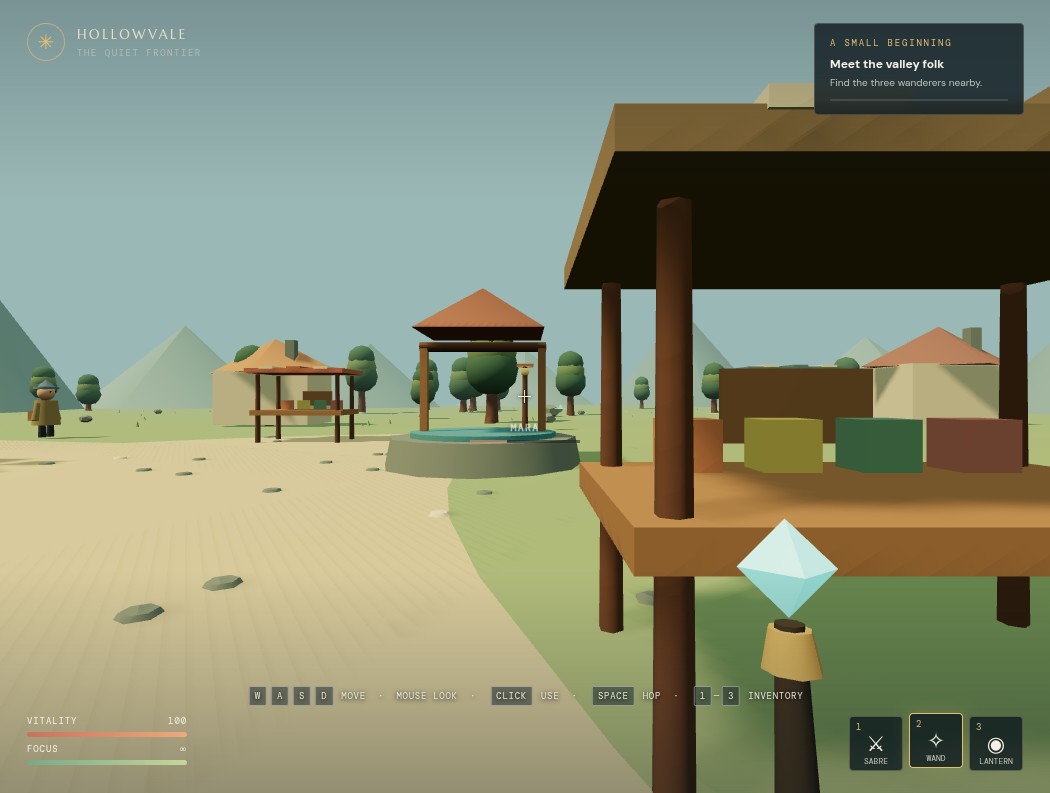 HOLLOWVALE
THE QUIET FRONTIER
A SMALL BEGINNING
Meet the valley folk
Find the three wanderers nearby.
MARA
W A S D MOVE · MOUSE LOOK · CLICK USE · SPACE HOP · 1 – 3 INVENTORY
VITALITY 100
FOCUS ∞
1 SABRE
2 WAND
3 LANTERN